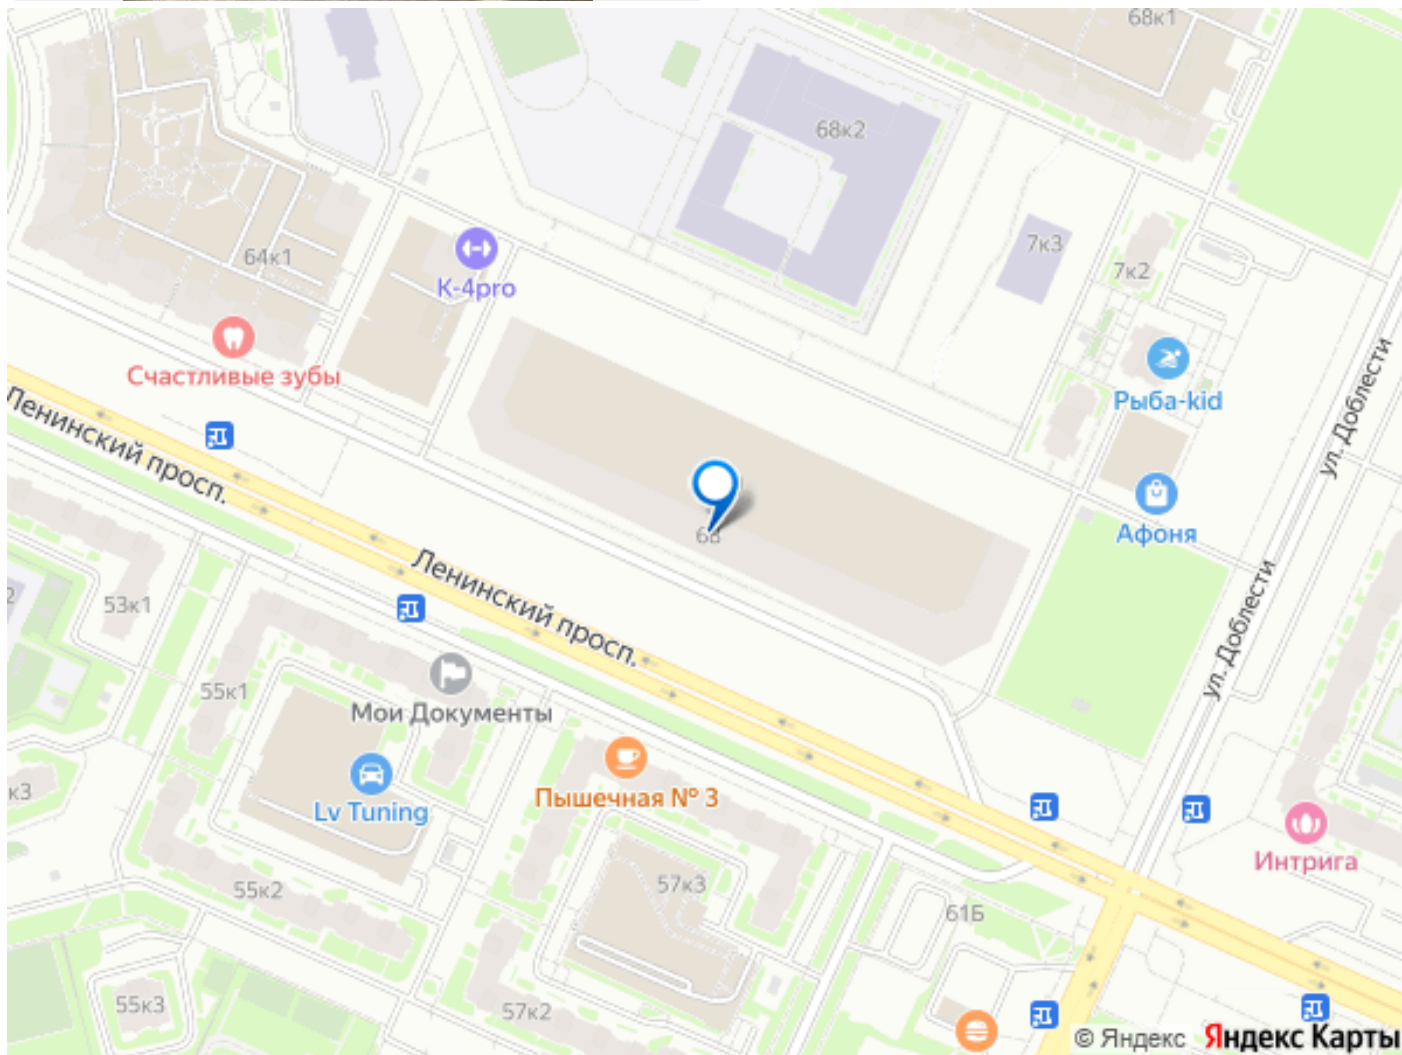 68к1
68к2
64к1
7к3
7к2
K-4pro
Счастливые зубы
Рыба-kid
ул. Доблести
Ленинский просп.
Афоня
Ленинский просп.
53к1
ул. Доблести
55к1
Мои Документы
к3
Lv Tuning
Пышечная № 3
Интрига
55к2
57к3
61Б
55к3
57к2
© Яндекс Яндекс Карты